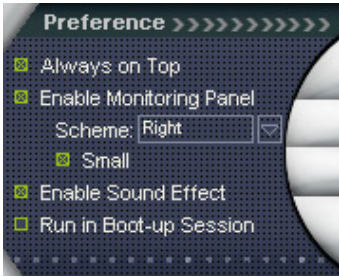 Preference >>>>>>>>>>>
Always on Top
Enable Monitoring Panel
Scheme: Right
Small
Enable Sound Effect
Run in Boot-up Session